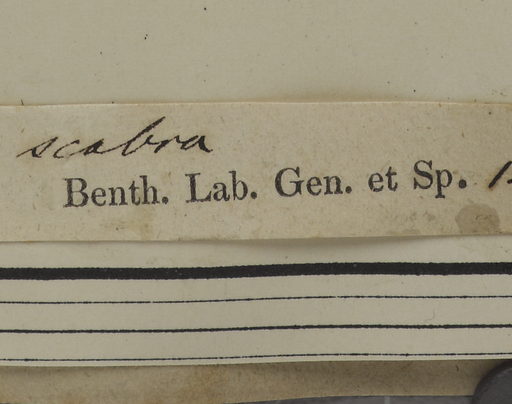 scabra
Benth. Lab. Gen. et Sp.